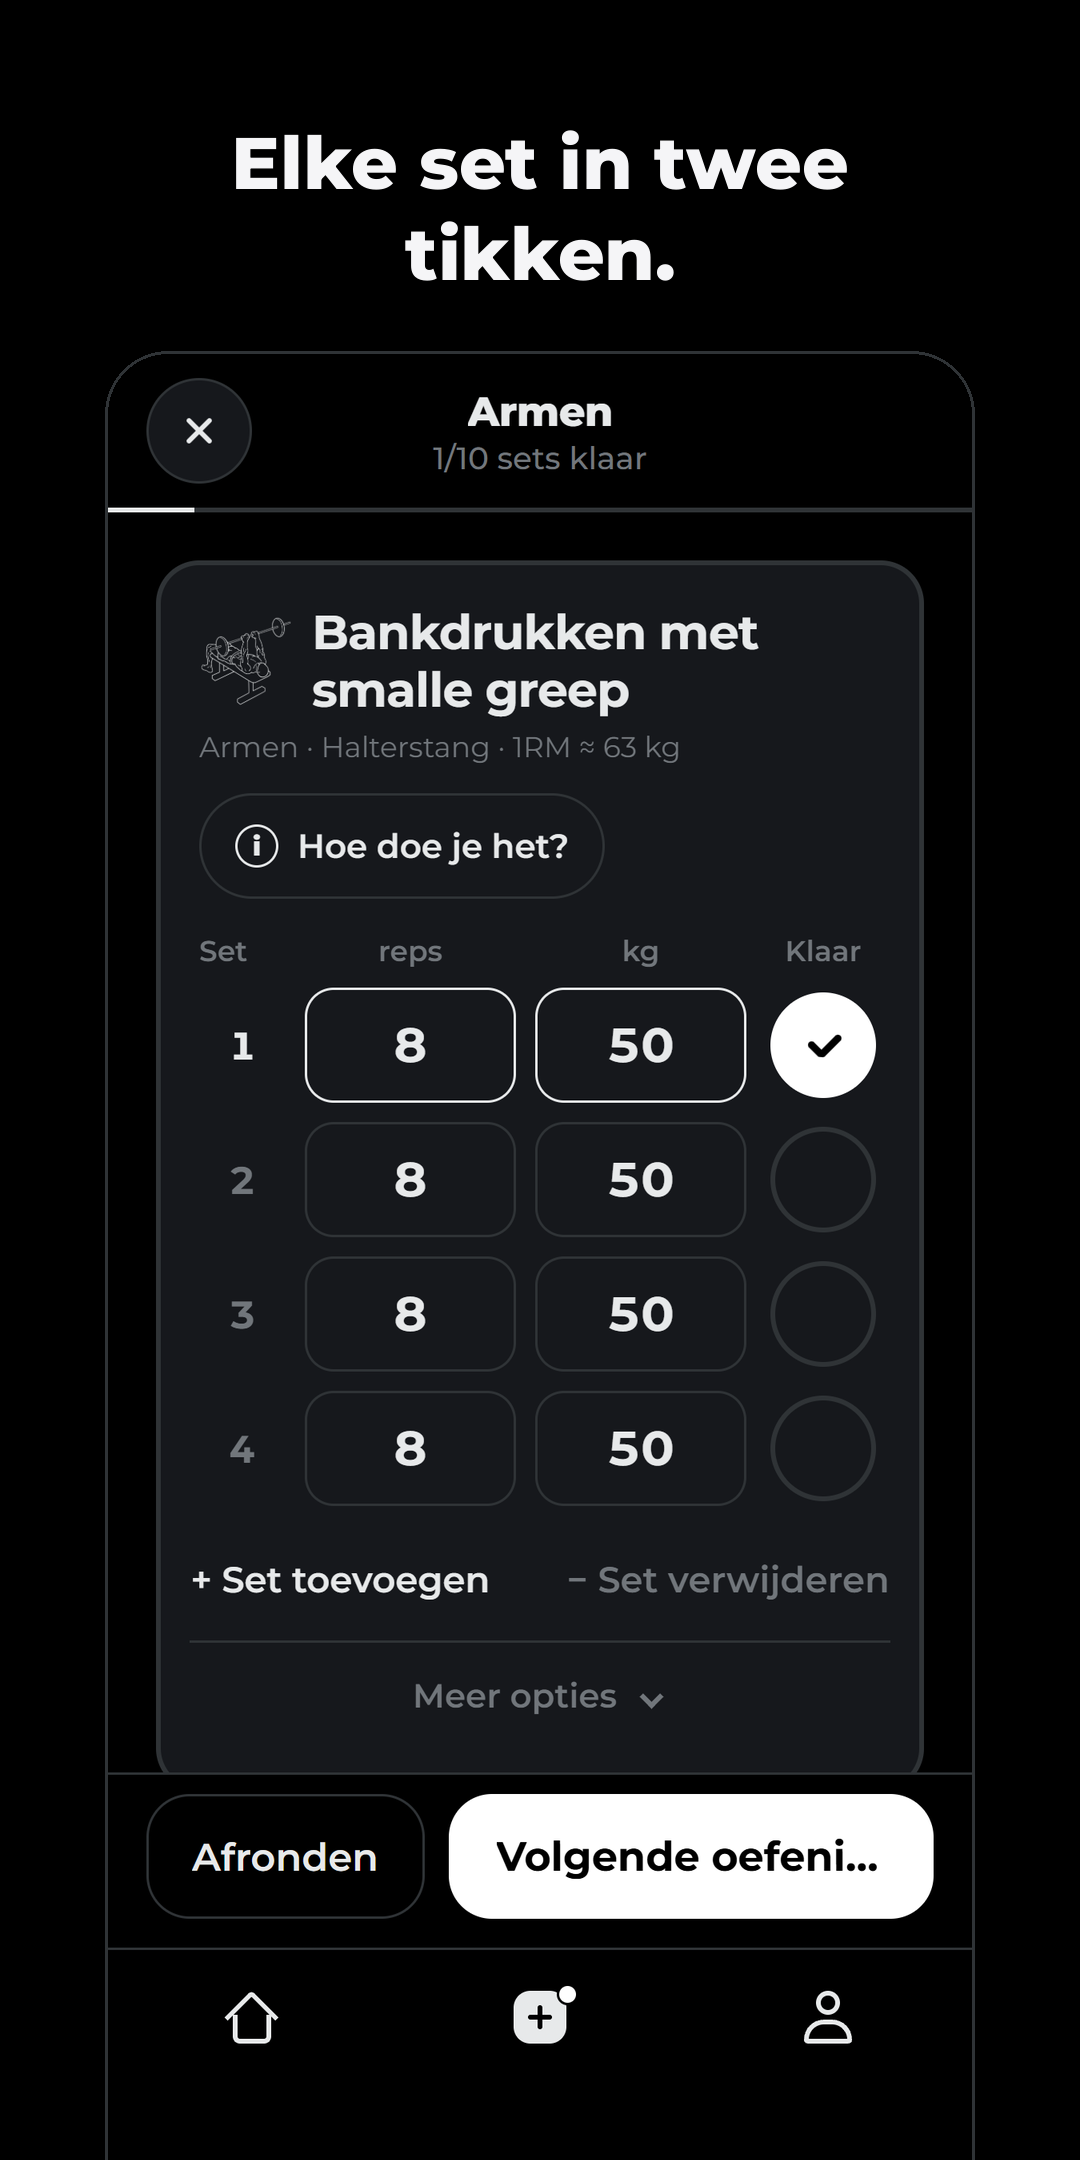 Elke set in twee
tikken.
Armen
1/10 sets klaar
Bankdrukken met
smalle greep
Armen · Halterstang · 1RM ≈ 63 kg
Hoe doe je het?
Set reps kg Klaar
1 8 50
2 8 50
3 8 50
4 8 50
+ Set toevoegen − Set verwijderen
Meer opties
Afronden Volgende oefeni...